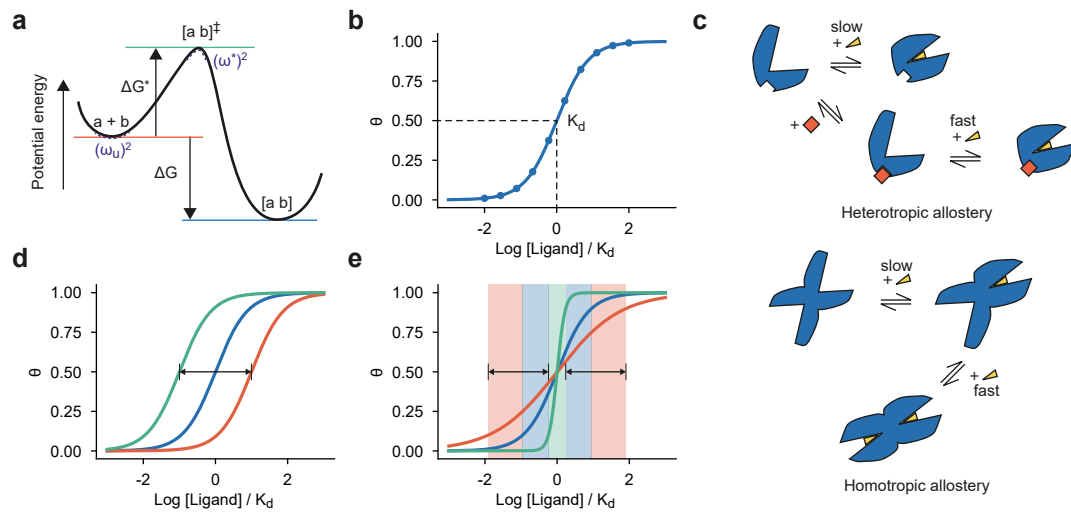 a
[a b]‡
(ω*)²
ΔG*
a + b
(ωu)²
ΔG
[a b]
Potential energy
b
1.00
0.75
0.50
0.25
0.00
θ
Kd
-2
0
2
Log [Ligand] / Kd
c
slow
+
+
fast
+
Heterotropic allostery
slow
+
+
fast
Homotropic allostery
d
1.00
0.75
0.50
0.25
0.00
θ
-2
0
2
Log [Ligand] / Kd
e
1.00
0.75
0.50
0.25
0.00
θ
-2
0
2
Log [Ligand] / Kd